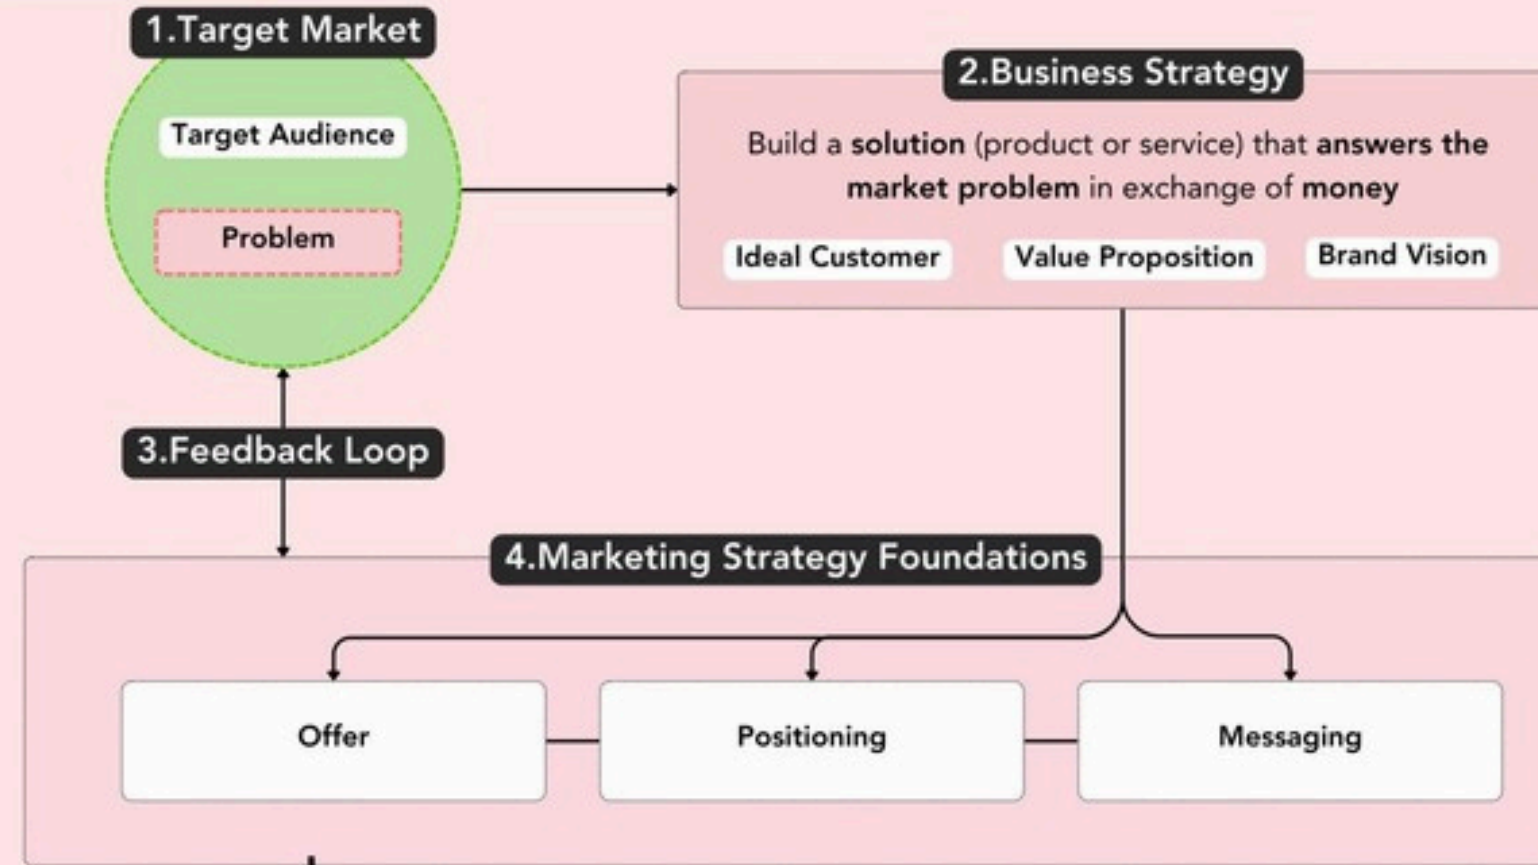 1.Target Market
Target Audience
Problem
2.Business Strategy
Build a solution (product or service) that answers the
market problem in exchange of money
Ideal Customer
Value Proposition
Brand Vision
3.Feedback Loop
4.Marketing Strategy Foundations
Offer
Positioning
Messaging